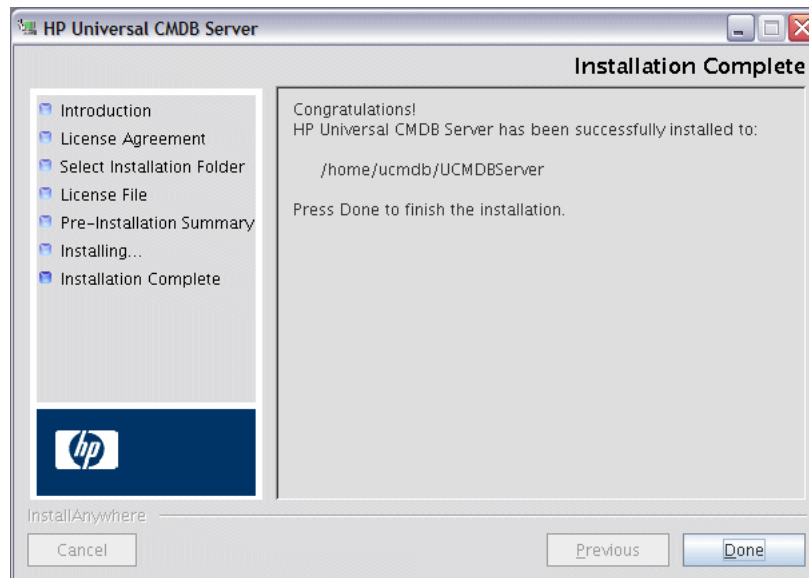 HP Universal CMDB Server
Installation Complete
Introduction
License Agreement
Select Installation Folder
License File
Pre-Installation Summary
Installing...
Installation Complete
Congratulations!
HP Universal CMDB Server has been successfully installed to:
/home/ucmdb/UCMDBServer
Press Done to finish the installation.
hp
InstallAnywhere
Cancel
Previous
Done